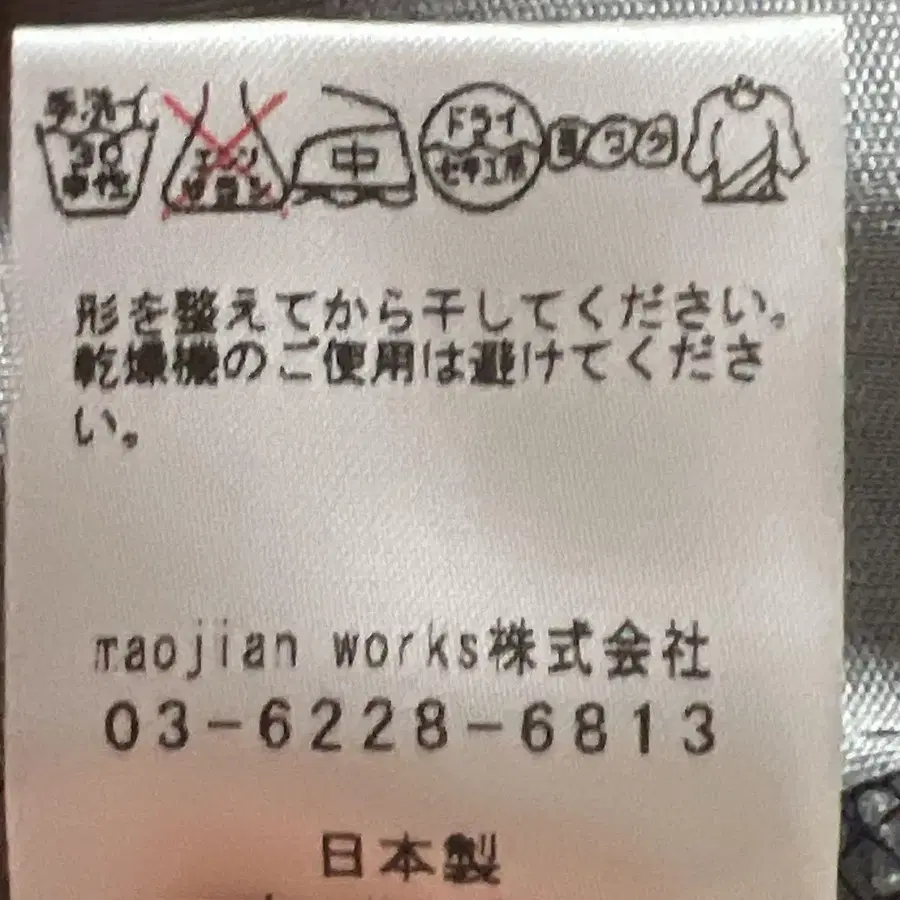 手洗イ
30
中性
エンソ
サラシ
中
ドライ
セキユ系
ヨワク
形を整えてから干してください。
乾燥機のご使用は避けてくださ
い。
maojian works株式会社
03-6228-6813
日本製